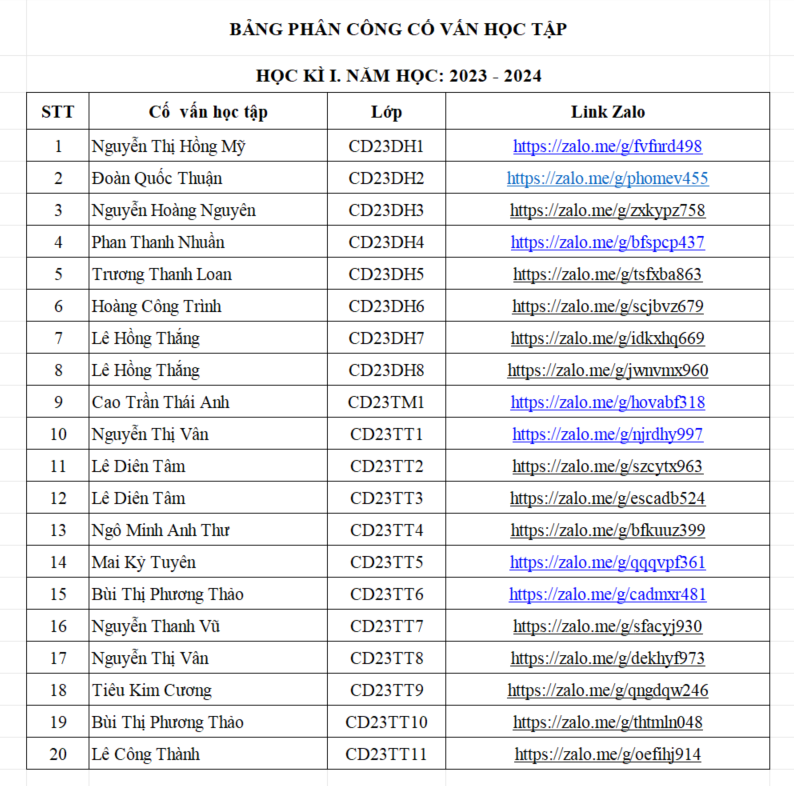 BẢNG PHÂN CÔNG CỐ VẤN HỌC TẬP
HỌC KÌ I. NĂM HỌC: 2023 - 2024
STT Cố vấn học tập Lớp Link Zalo
1 Nguyễn Thị Hồng Mỹ CD23DH1 https://zalo.me/g/fvfnrd498
2 Đoàn Quốc Thuận CD23DH2 https://zalo.me/g/phomev455
3 Nguyễn Hoàng Nguyên CD23DH3 https://zalo.me/g/zxkypz758
4 Phan Thanh Nhuần CD23DH4 https://zalo.me/g/bfspcp437
5 Trương Thanh Loan CD23DH5 https://zalo.me/g/tsfxba863
6 Hoàng Công Trình CD23DH6 https://zalo.me/g/scjbvz679
7 Lê Hồng Thắng CD23DH7 https://zalo.me/g/idkxhq669
8 Lê Hồng Thắng CD23DH8 https://zalo.me/g/jwnvmx960
9 Cao Trần Thái Anh CD23TM1 https://zalo.me/g/hovabf318
10 Nguyễn Thị Vân CD23TT1 https://zalo.me/g/njrdhy997
11 Lê Diên Tâm CD23TT2 https://zalo.me/g/szcytx963
12 Lê Diên Tâm CD23TT3 https://zalo.me/g/escadb524
13 Ngô Minh Anh Thư CD23TT4 https://zalo.me/g/bfkuuz399
14 Mai Kỷ Tuyên CD23TT5 https://zalo.me/g/qqqvpf361
15 Bùi Thị Phương Thảo CD23TT6 https://zalo.me/g/cadmxr481
16 Nguyễn Thanh Vũ CD23TT7 https://zalo.me/g/sfacyj930
17 Nguyễn Thị Vân CD23TT8 https://zalo.me/g/dekhyf973
18 Tiêu Kim Cương CD23TT9 https://zalo.me/g/qngdqw246
19 Bùi Thị Phương Thảo CD23TT10 https://zalo.me/g/thtmln048
20 Lê Công Thành CD23TT11 https://zalo.me/g/oefihj914